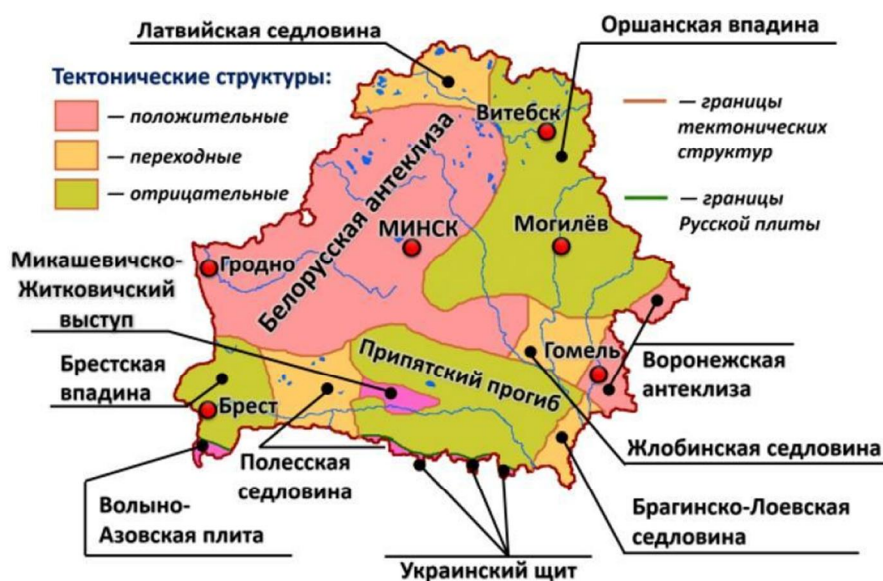 Латвийская седловина
Оршанская впадина
Тектонические структуры:
— положительные
— переходные
— отрицательные
— границы
тектонических
структур
— границы
Русской плиты
Витебск
Белорусская антеклиза
МИНСК
Могилёв
Гродно
Микашевичско-
Житковичский
выступ
Припятский прогиб
Гомель
Воронежская
антеклиза
Брестская
впадина
Брест
Жлобинская седловина
Полесская
седловина
Волыно-
Азовская плита
Брагинско-Лоевская
седловина
Украинский щит